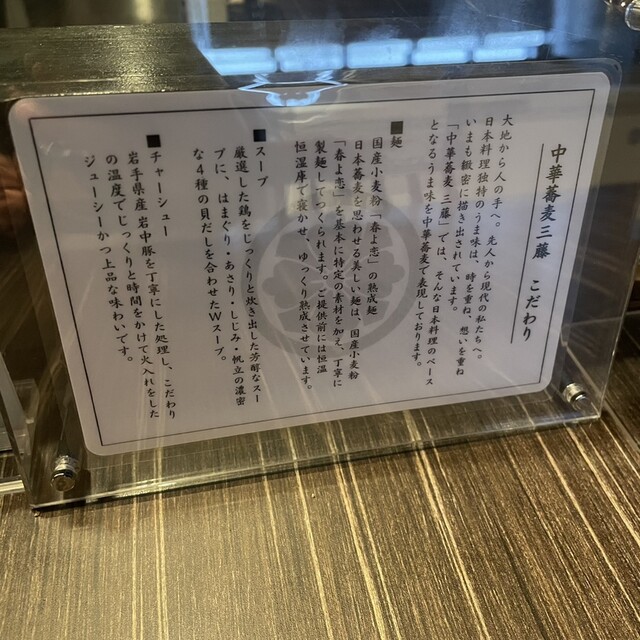 中華蕎麦三藤 こだわり
大地から人の手へ。先人から現代の私たちへ。
日本料理独特のうま味は、時を重ね、想いを重ね
いまも緻密に描き出されています。
「中華蕎麦 三藤」では、そんな日本料理のベース
となるうま味を中華蕎麦で表現しております。
■麺
国産小麦粉「春よ恋」の熟成麺
日本蕎麦を思わせる美しい麺は、国産小麦粉
「春よ恋」を基本に特定の素材を加え、丁寧に
製麺してつくられます。ご提供前には恒温
恒湿庫で寝かせ、ゆっくり熟成させています。
■スープ
厳選した鶏をじっくりと炊き出した芳醇なスー
プに、はまぐり・あさり・しじみ・帆立の濃密
な４種の貝だしを合わせたＷスープ。
■チャーシュー
岩手県産 岩中豚を丁寧にした処理し、こだわり
の温度でじっくりと時間をかけて火入れをした
ジューシーかつ上品な味わいです。